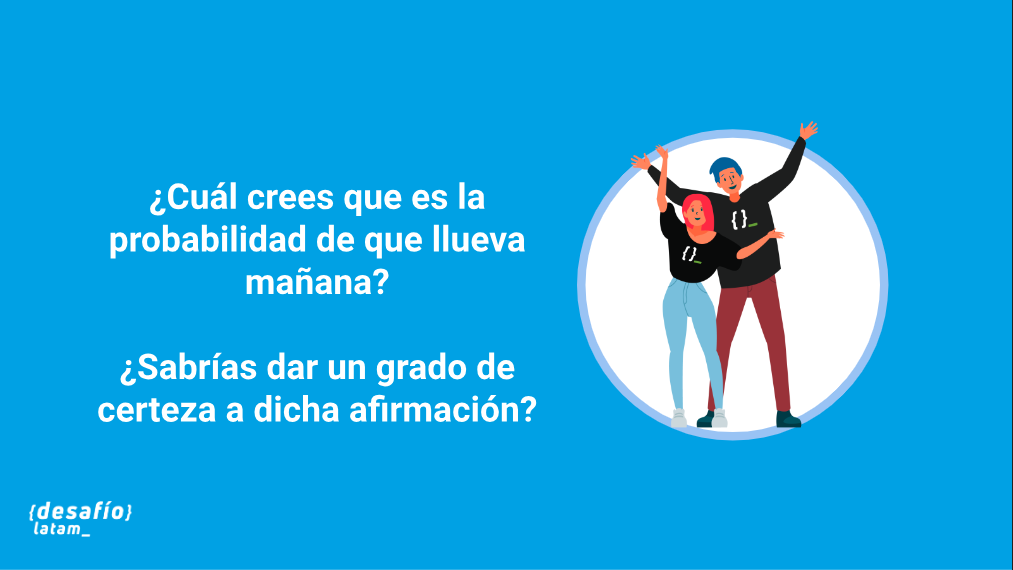 ¿Cuál crees que es la
probabilidad de que llueva
mañana?
¿Sabrías dar un grado de
certeza a dicha afirmación?
{}_
{}_
{desafío}
latam_